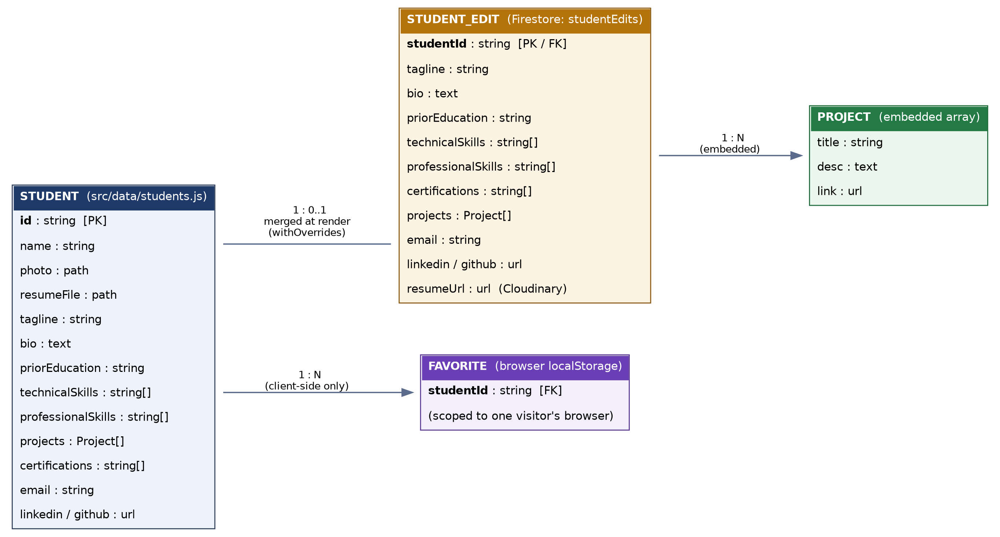 STUDENT (src/data/students.js)
id : string [PK]
name : string
photo : path
resumeFile : path
tagline : string
bio : text
priorEducation : string
technicalSkills : string[]
professionalSkills : string[]
projects : Project[]
certifications : string[]
email : string
linkedin / github : url
1 : 0..1
merged at render
(withOverrides)
1 : N
(client-side only)
STUDENT_EDIT (Firestore: studentEdits)
studentId : string [PK / FK]
tagline : string
bio : text
priorEducation : string
technicalSkills : string[]
professionalSkills : string[]
certifications : string[]
projects : Project[]
email : string
linkedin / github : url
resumeUrl : url (Cloudinary)
FAVORITE (browser localStorage)
studentId : string [FK]
(scoped to one visitor's browser)
1 : N
(embedded)
PROJECT (embedded array)
title : string
desc : text
link : url